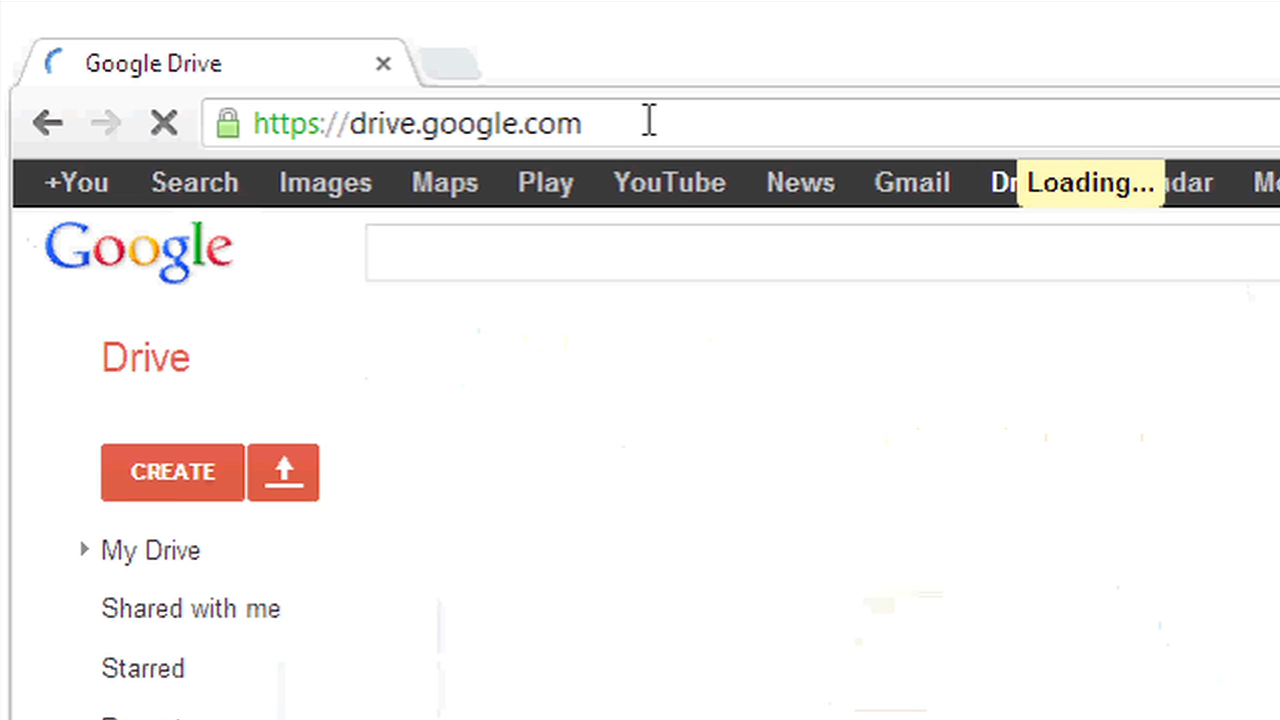 Google Drive
https://drive.google.com
+You Search Images Maps Play YouTube News Gmail Loading...
Google
Drive
CREATE
My Drive
Shared with me
Starred